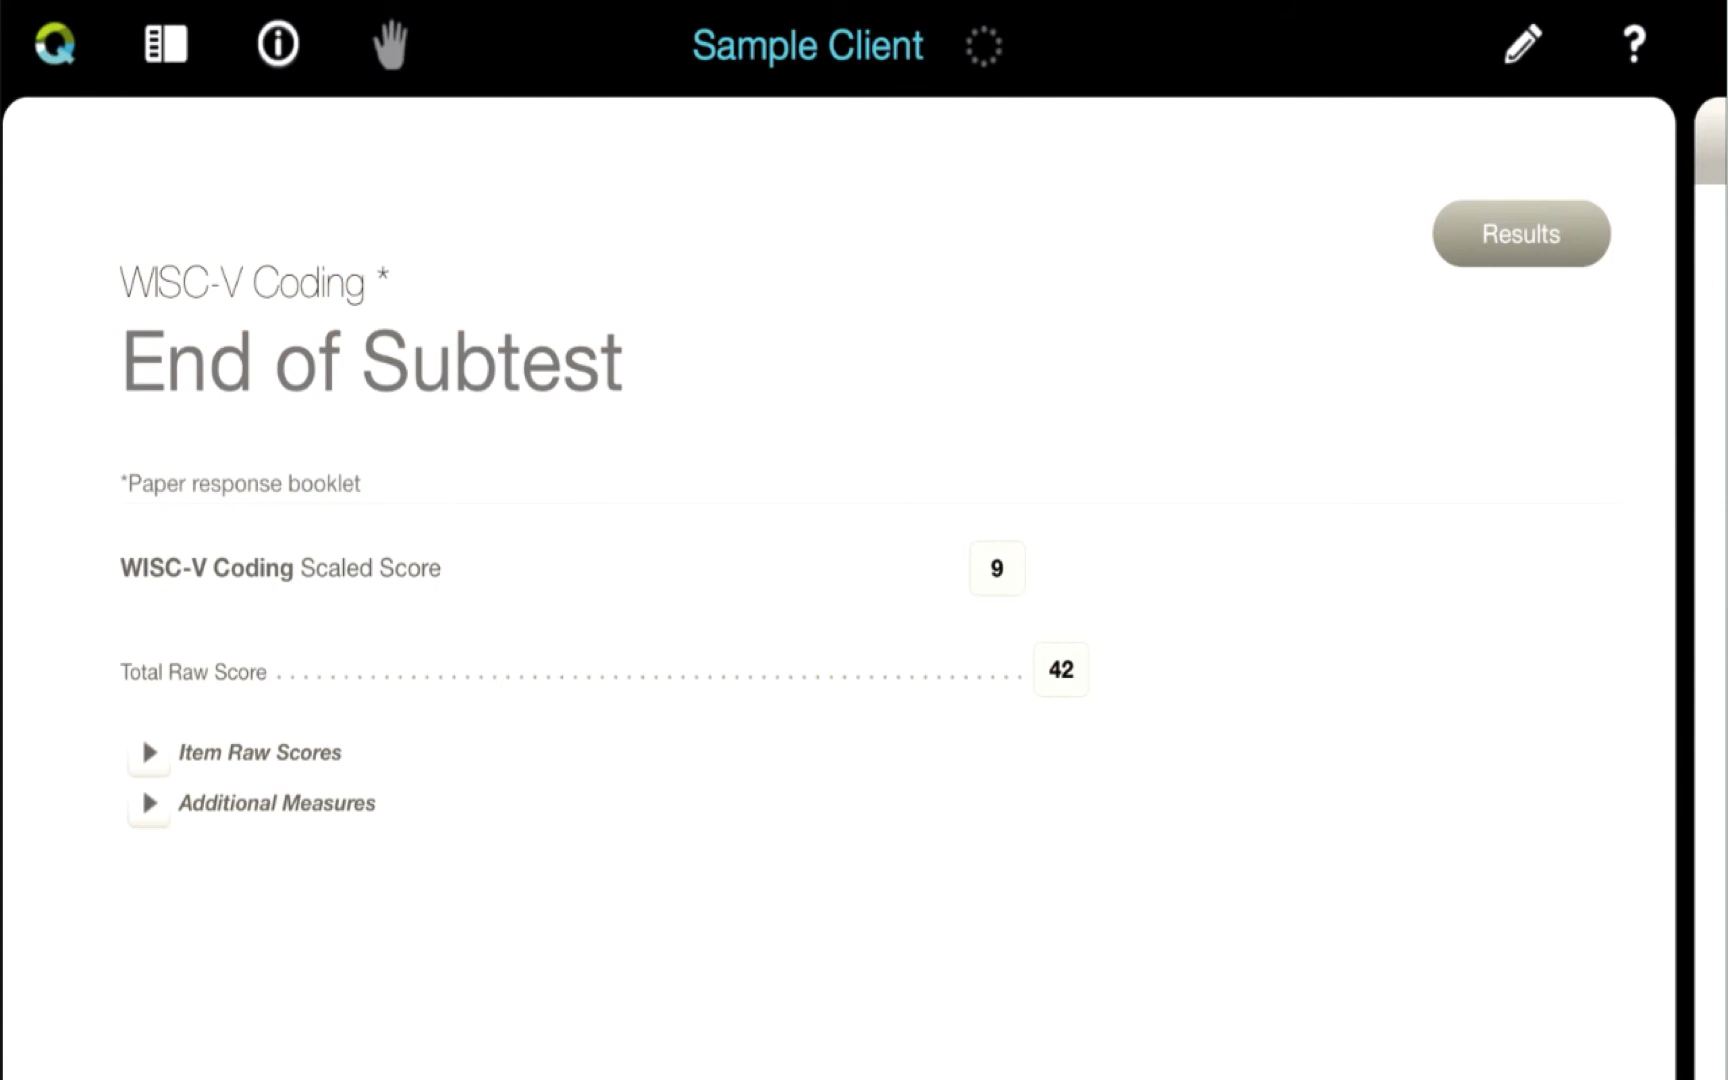 Sample Client
?
Results
WISC-V Coding *
End of Subtest
*Paper response booklet
WISC-V Coding Scaled Score 9
Total Raw Score 42
Item Raw Scores
Additional Measures